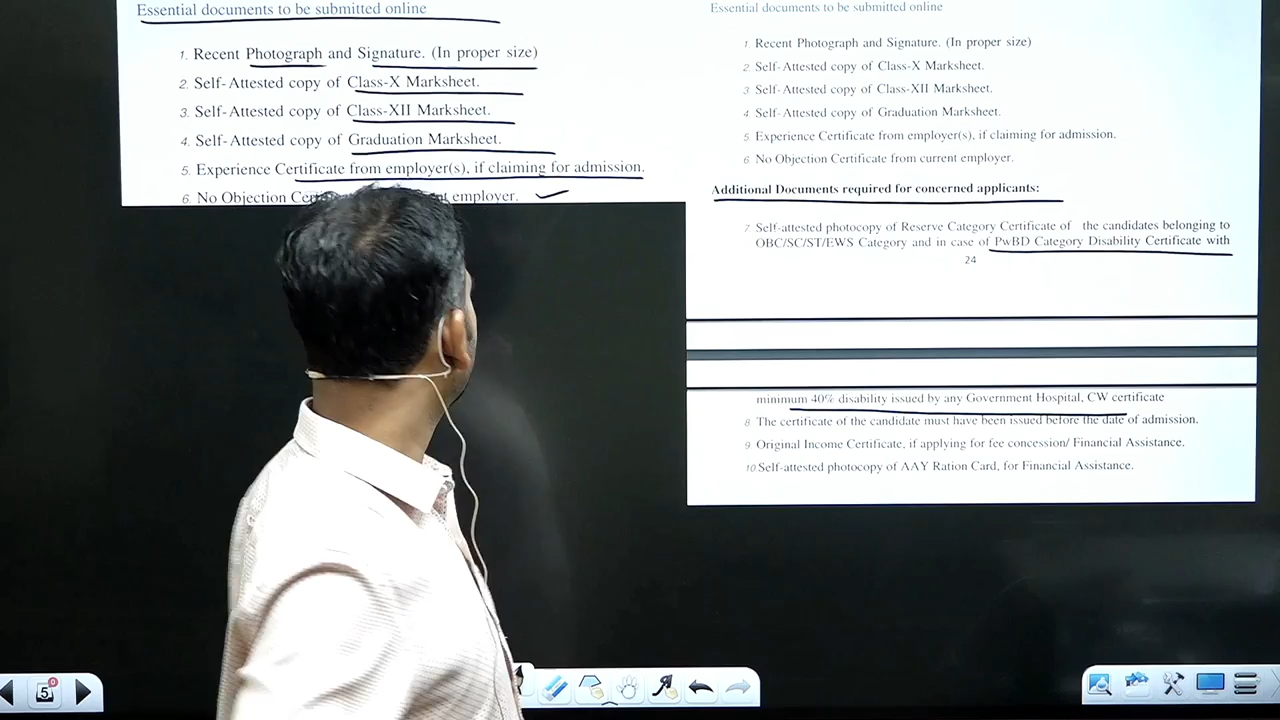 Essential documents to be submitted online
1. Recent Photograph and Signature. (In proper size)
2. Self-Attested copy of Class-X Marksheet.
3. Self-Attested copy of Class-XII Marksheet.
4. Self-Attested copy of Graduation Marksheet.
5. Experience Certificate from employer(s), if claiming for admission.
6. No Objection employer.
Essential documents to be submitted online
1. Recent Photograph and Signature. (In proper size)
2. Self-Attested copy of Class-X Marksheet.
3. Self-Attested copy of Class-XII Marksheet.
4. Self-Attested copy of Graduation Marksheet.
5. Experience Certificate from employer(s), if claiming for admission.
6. No Objection Certificate from current employer.
Additional Documents required for concerned applicants:
7. Self-attested photocopy of Reserve Category Certificate of the candidates belonging to
OBC/SC/ST/EWS Category and in case of PwBD Category Disability Certificate with
24
minimum 40% disability issued by any Government Hospital, CW certificate
8. The certificate of the candidate must have been issued before the date of admission.
9. Original Income Certificate, if applying for fee concession/ Financial Assistance.
10. Self-attested photocopy of AAY Ration Card, for Financial Assistance.
5
0